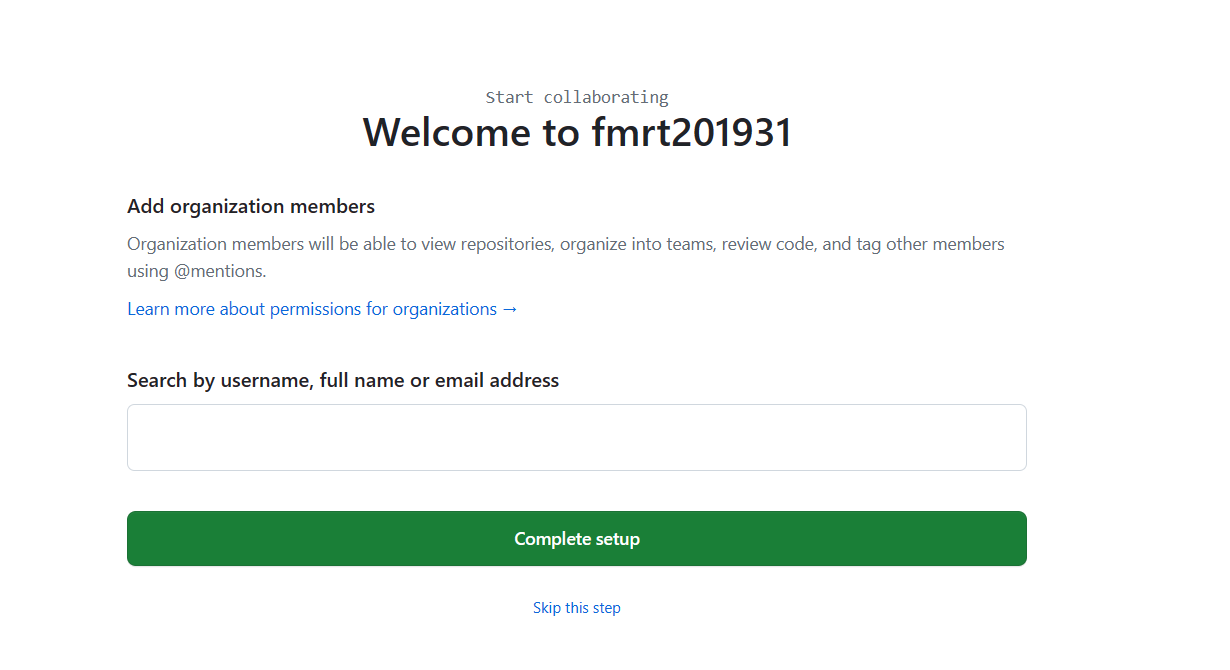 Start collaborating
Welcome to fmrt201931
Add organization members
Organization members will be able to view repositories, organize into teams, review code, and tag other members
using @mentions.
Learn more about permissions for organizations →
Search by username, full name or email address
Complete setup
Skip this step